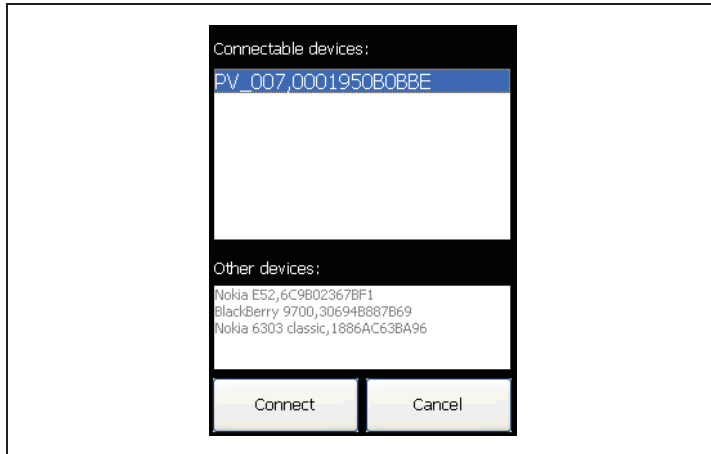 Connectable devices:
PV_007,0001950B0BBE
Other devices:
Nokia E52,6C9B02367BF1
BlackBerry 9700,30694B887B69
Nokia 6303 classic,1886AC63BA96
Connect
Cancel